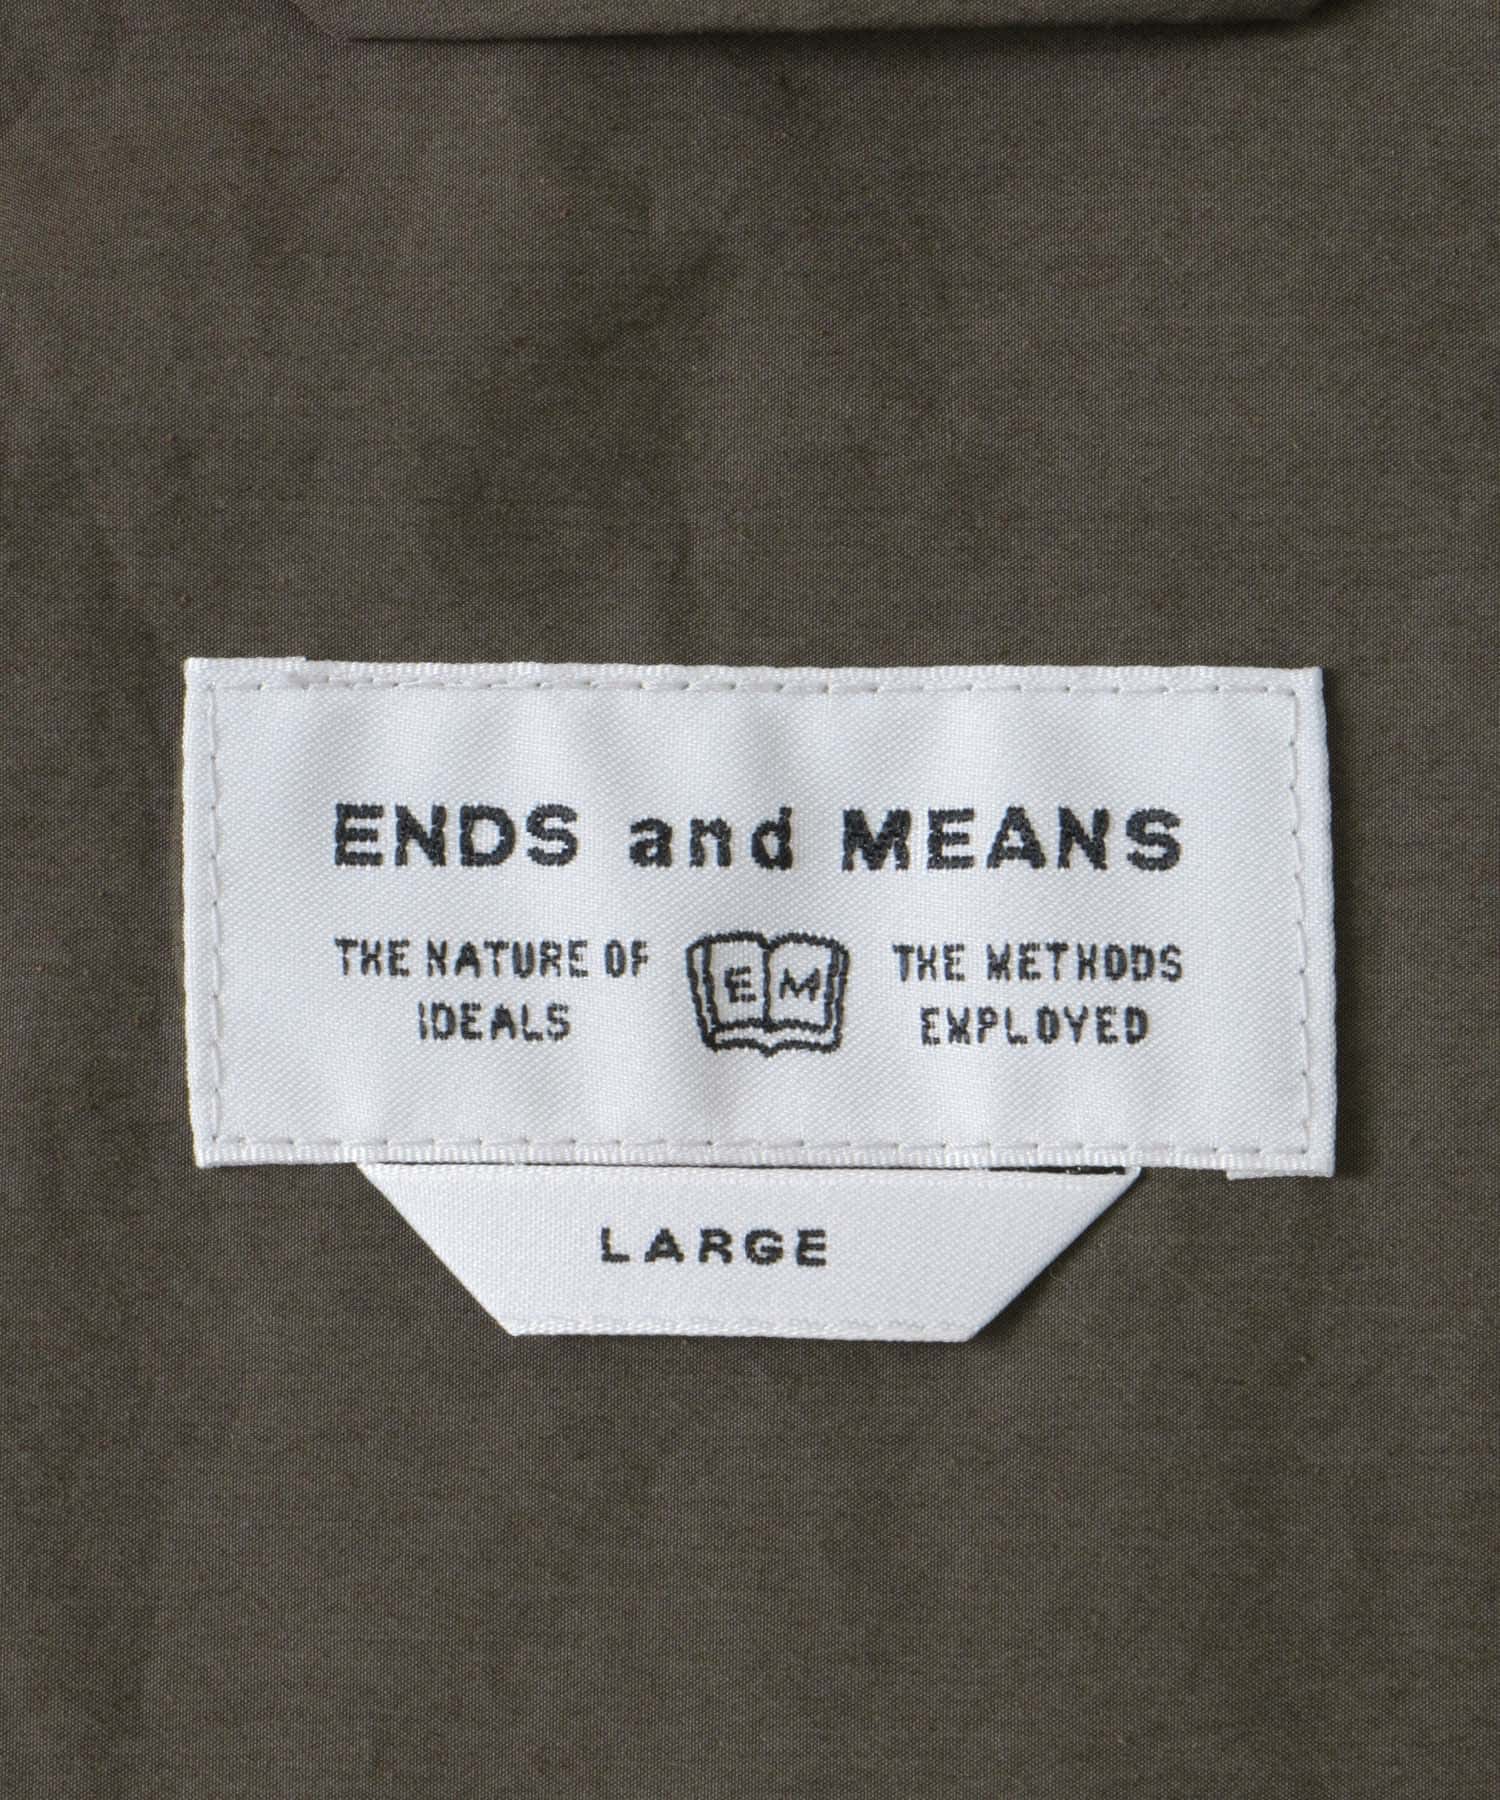 ENDS and MEANS
THE NATURE OF
IDEALS
E M
THE METHODS
EMPLOYED
LARGE